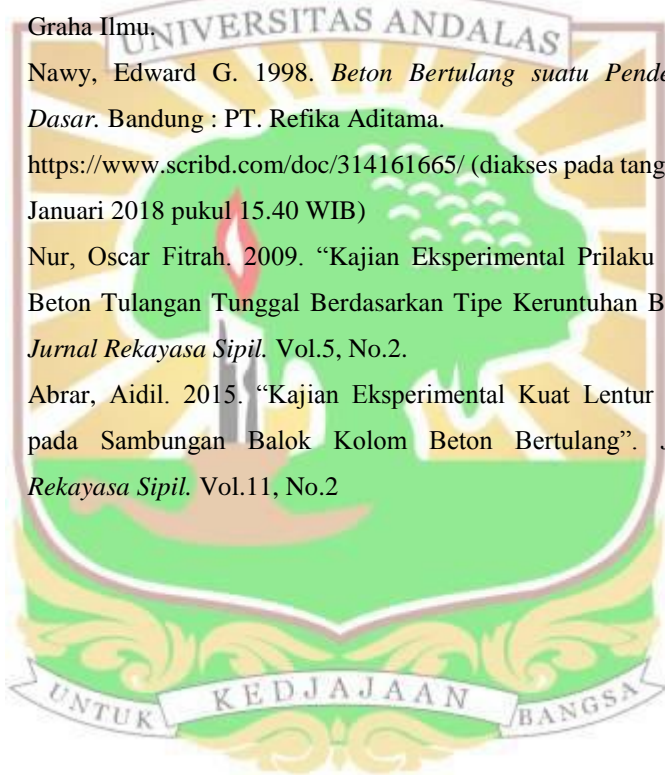 Graha Ilmu.
UNIVERSITAS ANDALAS
Nawy, Edward G. 1998. Beton Bertulang suatu Pende
Dasar. Bandung : PT. Refika Aditama.
https://www.scribd.com/doc/314161665/ (diakses pada tang
Januari 2018 pukul 15.40 WIB)
Nur, Oscar Fitrah. 2009. “Kajian Eksperimental Prilaku
Beton Tulangan Tunggal Berdasarkan Tipe Keruntuhan B
Jurnal Rekayasa Sipil. Vol.5, No.2.
Abrar, Aidil. 2015. “Kajian Eksperimental Kuat Lentur
pada Sambungan Balok Kolom Beton Bertulang”. J
Rekayasa Sipil. Vol.11, No.2
UNTUK KEDJAJAAN BANGSA